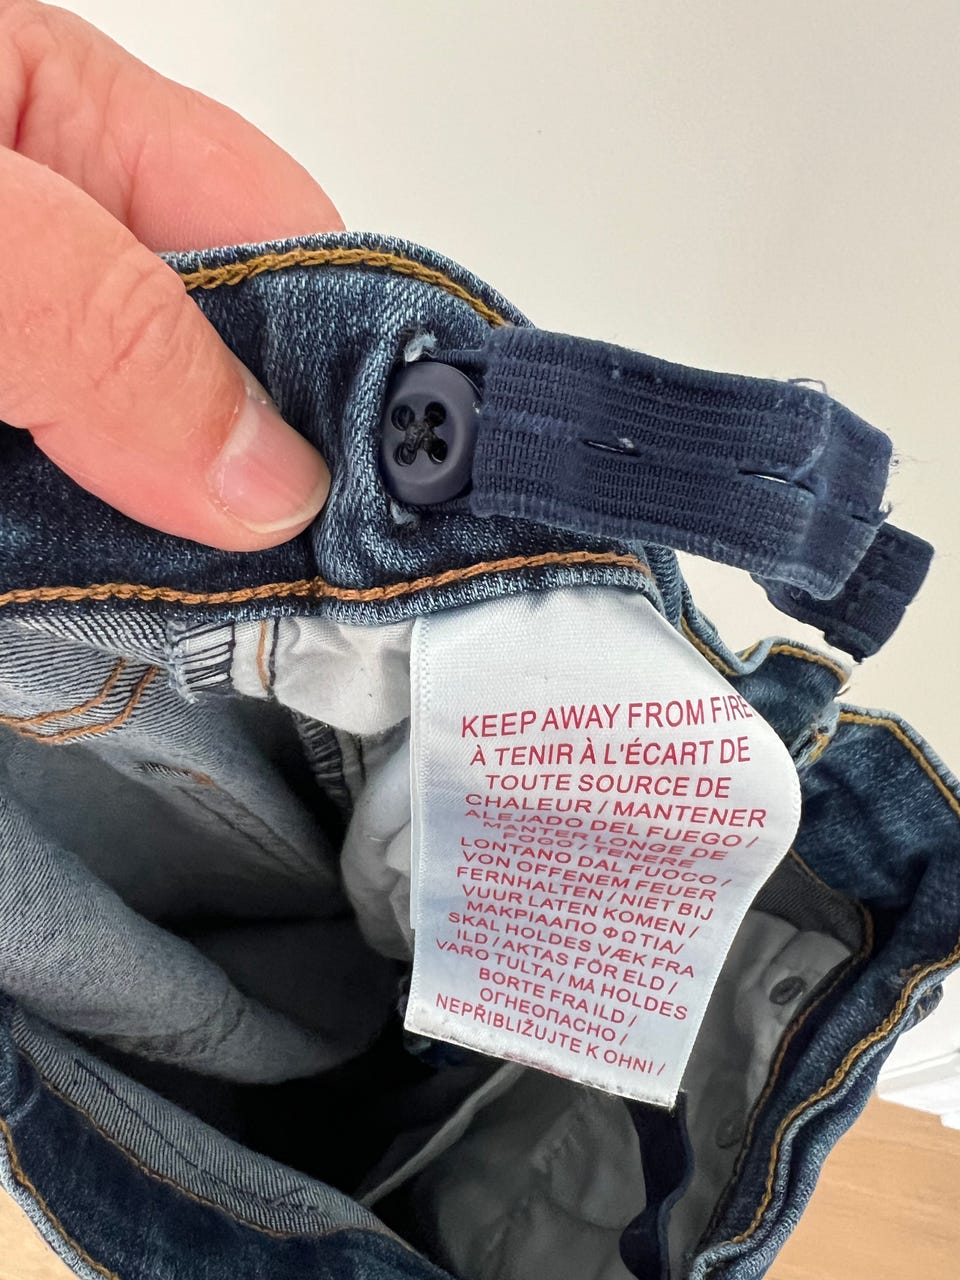 KEEP AWAY FROM FIRE
À TENIR À L'ÉCART DE
TOUTE SOURCE DE
CHALEUR / MANTENER
ALEJADO DEL FUEGO /
MANTER LONGE DE
FOGO / TENERE
LONTANO DAL FUOCO /
VON OFFENEM FEUER
FERNHALTEN / NIET BIJ
VUUR LATEN KOMEN /
ΜΑΚΡΙΑΑΠΟ ΦΩΤΙΑ/
SKAL HOLDES VÆK FRA
ILD / AKTAS FÖR ELD /
VARO TULTA / MÅ HOLDES
BORTE FRA ILD /
ОГНЕОПАСНО /
NEPŘIBLIŽUJTE K OHNI /